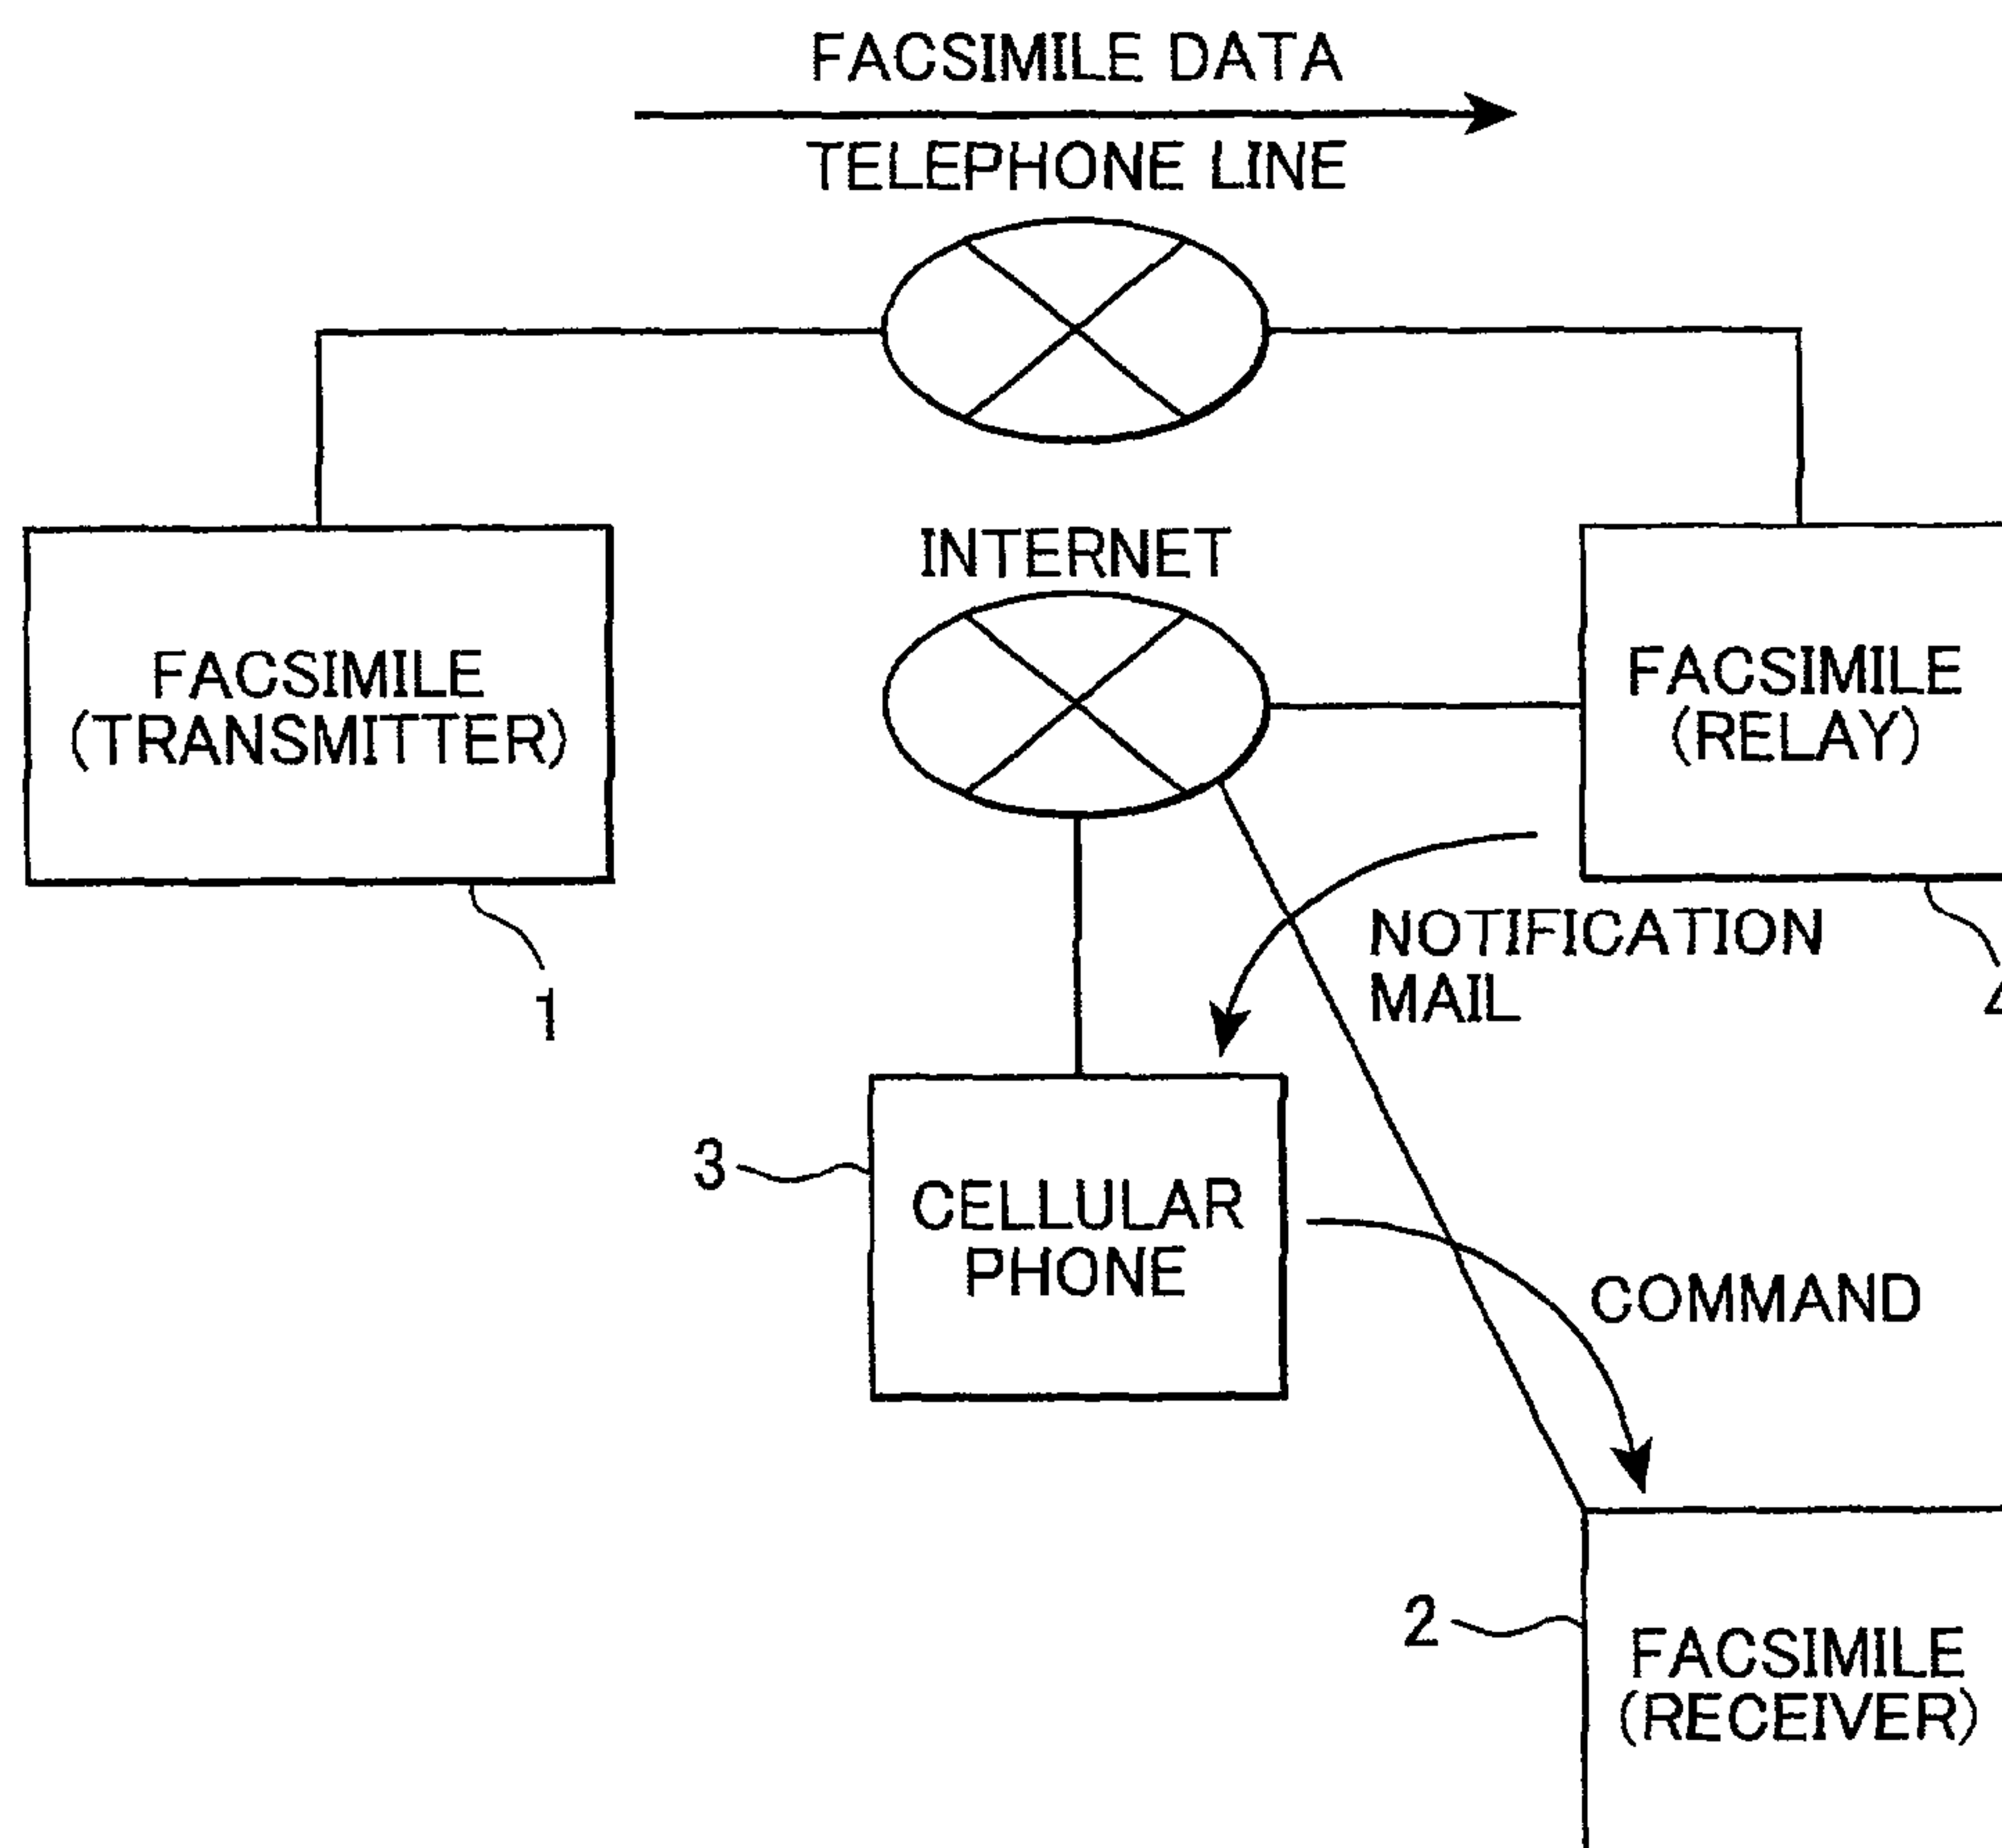 FACSIMILE DATA
TELEPHONE LINE
INTERNET
FACSIMILE
(TRANSMITTER)
FACSIMILE
(RELAY)
1
NOTIFICATION
MAIL
4
3
CELLULAR
PHONE
COMMAND
2
FACSIMILE
(RECEIVER)